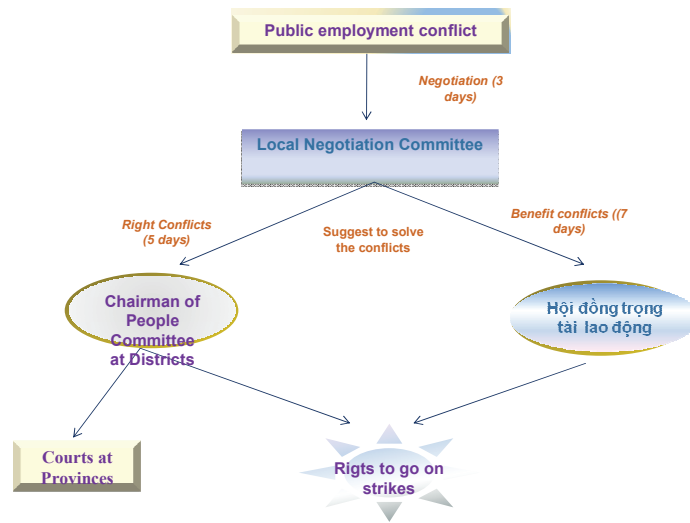 Public employment conflict
Negotiation (3
days)
Local Negotiation Committee
Right Conflicts
(5 days)
Suggest to solve
the conflicts
Benefit conflicts ((7
days)
Chairman of
People
Committee
at Districts
Hội đồng trọng
tài lao động
Courts at
Provinces
Rigts to go on
strikes